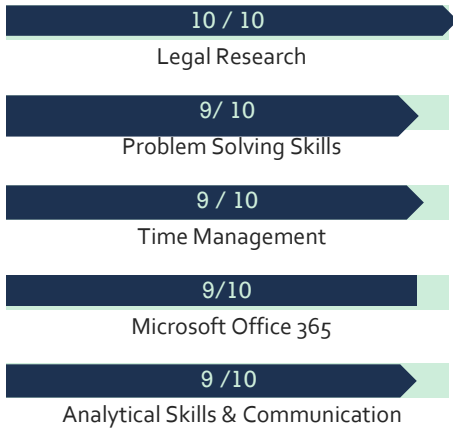 10 / 10
Legal Research
9/ 10
Problem Solving Skills
9 / 10
Time Management
9/10
Microsoft Office 365
9 /10
Analytical Skills & Communication